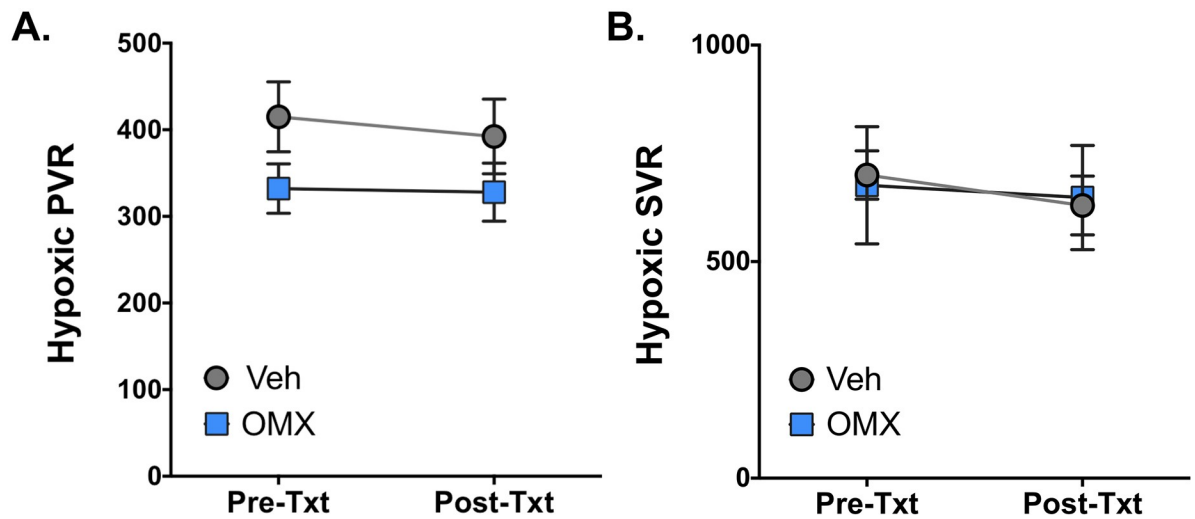 A.
Hypoxic PVR
500
400
300
200
100
0
Veh
OMX
Pre-Txt
Post-Txt
B.
Hypoxic SVR
1000
500
0
Veh
OMX
Pre-Txt
Post-Txt